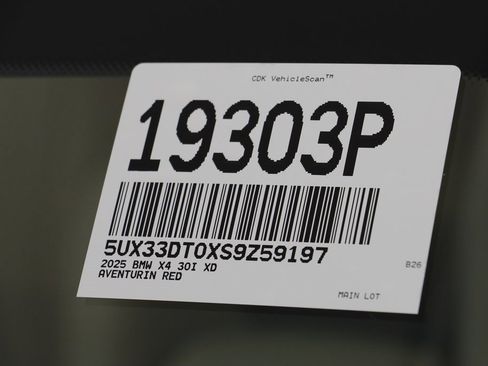 CDK VehicleScan™
19303P
5UX33DT0XS9Z59197
2025 BMW X4 30I XD
AVENTURIN RED
B26
MAIN LOT